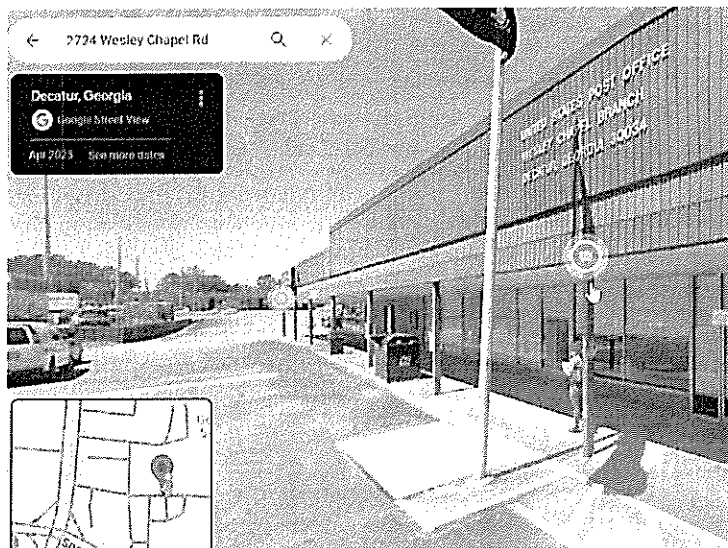 2724 Wesley Chapel Rd
Decatur, Georgia
Google Street View
Apr 2023 See more dates
UNITED STATES POST OFFICE
WESLEY CHAPEL BRANCH
DECATUR GEORGIA 30034